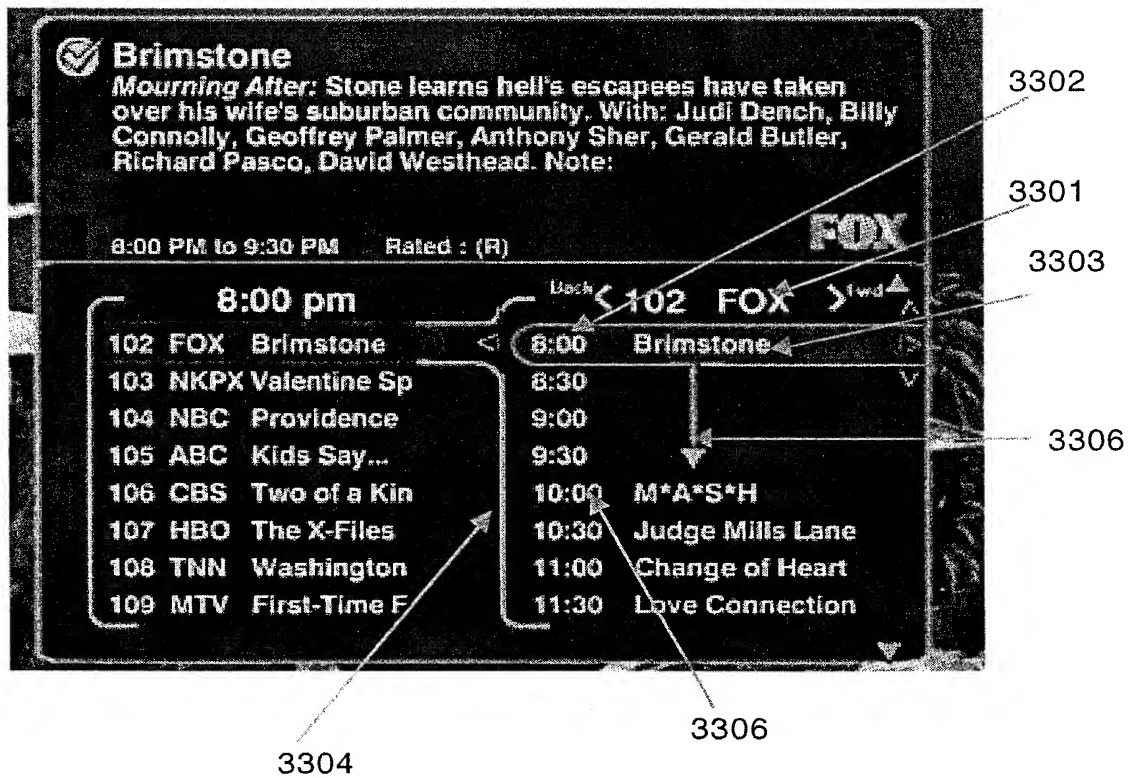 Brimstone
Mourning After: Stone learns hell's escapees have taken
over his wife's suburban community. With: Judi Dench, Billy
Connolly, Geoffrey Palmer, Anthony Sher, Gerald Butler,
Richard Pasco, David Westhead. Note:
8:00 PM to 9:30 PM Rated : (R)
FOX
8:00 pm
102 FOX Brimstone
103 NKPX Valentine Sp
104 NBC Providence
105 ABC Kids Say...
106 CBS Two of a Kin
107 HBO The X-Files
108 TNN Washington
109 MTV First-Time F
Back < 102 FOX > Fwd
8:00 Brimstone
8:30
9:00
9:30
10:00 M*A*S*H
10:30 Judge Mills Lane
11:00 Change of Heart
11:30 Love Connection
3302
3301
3303
3306
3306
3304